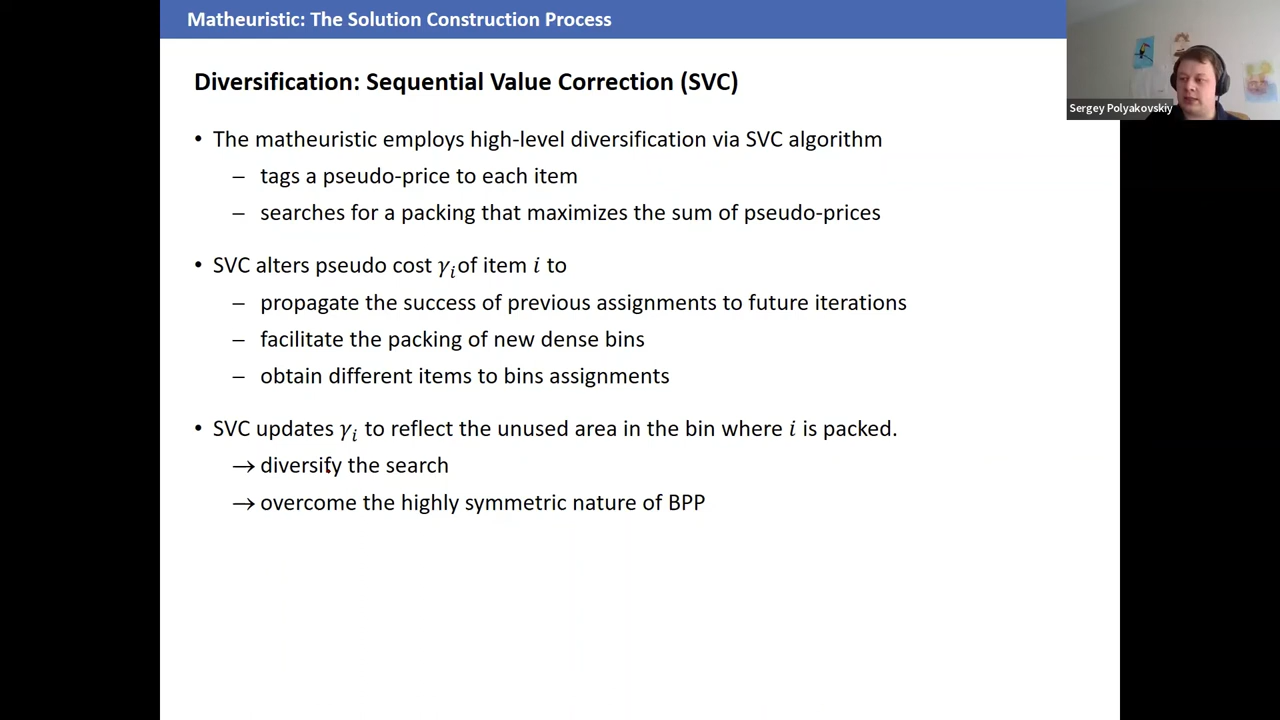 Matheuristic: The Solution Construction Process
Sergey Polyakovskiy
Diversification: Sequential Value Correction (SVC)
• The matheuristic employs high-level diversification via SVC algorithm
– tags a pseudo-price to each item
– searches for a packing that maximizes the sum of pseudo-prices
• SVC alters pseudo cost γᵢ of item i to
– propagate the success of previous assignments to future iterations
– facilitate the packing of new dense bins
– obtain different items to bins assignments
• SVC updates γᵢ to reflect the unused area in the bin where i is packed.
→ diversify the search
→ overcome the highly symmetric nature of BPP